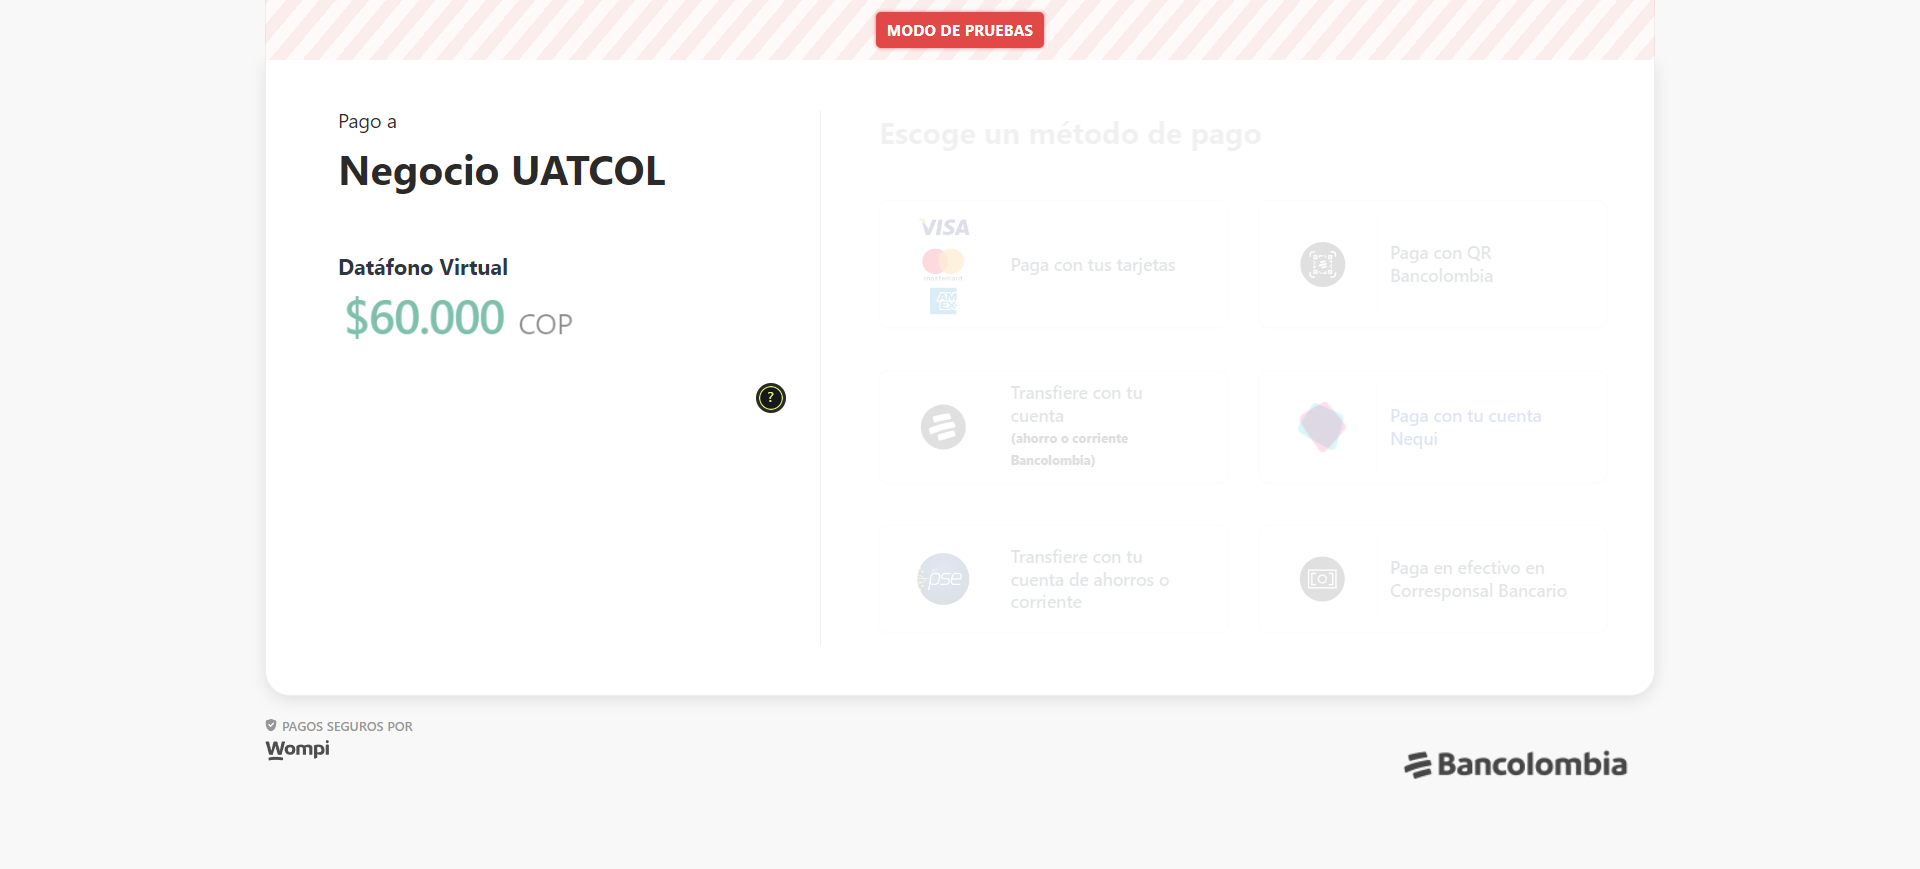 MODO DE PRUEBAS
Pago a
Negocio UATCOL
Datáfono Virtual
$60.000 COP
?
Escoge un método de pago
VISA
mastercard
AMEX
Paga con tus tarjetas
Paga con QR
Bancolombia
Transfiere con tu
cuenta
(ahorro o corriente
Bancolombia)
Paga con tu cuenta
Nequi
pse
Transfiere con tu
cuenta de ahorros o
corriente
Paga en efectivo en
Corresponsal Bancario
PAGOS SEGUROS POR
Wompi
Bancolombia